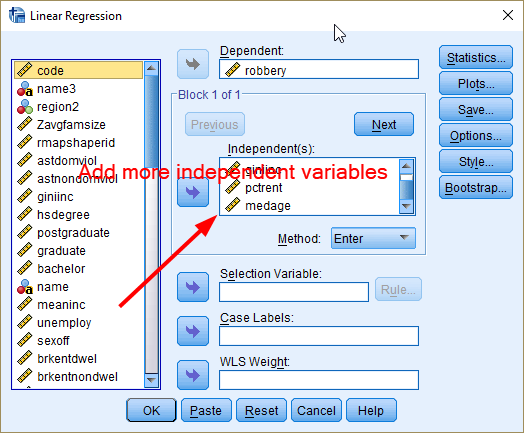 Linear Regression
code
name3
region2
Zavgfamsize
rmapshaperid
astdomviol
astnondomviol
giniinc
hsdegree
postgraduate
graduate
bachelor
name
meaninc
unemploy
sexoff
brkentdwel
brkentnondwel
Dependent:
robbery
Block 1 of 1
Previous
Next
Independent(s):
giniinc
Add more independent variables
pctrent
medage
Method:
Enter
Selection Variable:
Rule...
Case Labels:
WLS Weight:
Statistics...
Plots...
Save...
Options...
Style...
Bootstrap...
OK
Paste
Reset
Cancel
Help